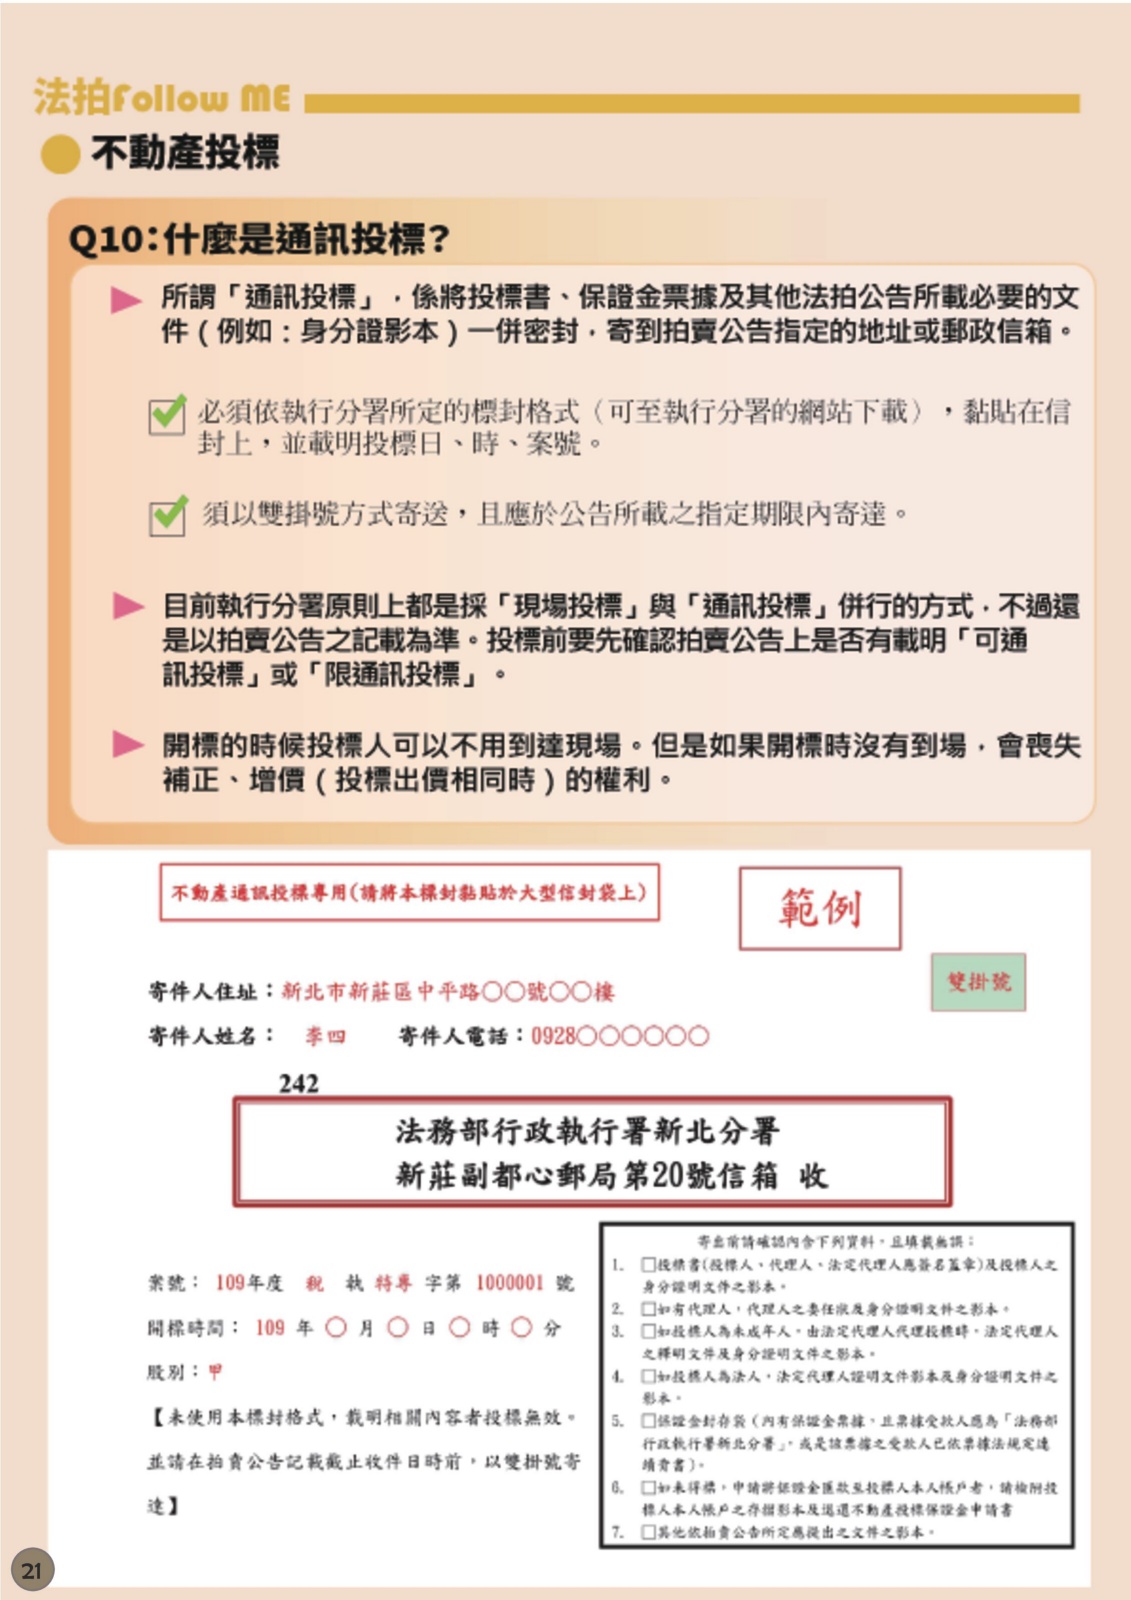 法拍Follow ME
不動產投標
Q10：什麼是通訊投標？
所謂「通訊投標」，係將投標書、保證金票據及其他法拍公告所載必要的文
件（例如：身分證影本）一併密封，寄到拍賣公告指定的地址或郵政信箱。
必須依執行分署所定的標封格式（可至執行分署的網站下載），黏貼在信
封上，並載明投標日、時、案號。
須以雙掛號方式寄送，且應於公告所載之指定期限內寄達。
目前執行分署原則上都是採「現場投標」與「通訊投標」併行的方式，不過還
是以拍賣公告之記載為準。投標前要先確認拍賣公告上是否有載明「可通
訊投標」或「限通訊投標」。
開標的時候投標人可以不用到達現場。但是如果開標時沒有到場，會喪失
補正、增價（投標出價相同時）的權利。
不動產通訊投標專用(請將本標封黏貼於大型信封袋上)
範例
雙掛號
寄件人住址：新北市新莊區中平路○○號○○樓
寄件人姓名： 李四 寄件人電話：0928○○○○○○
242
法務部行政執行署新北分署
新莊副都心郵局第20號信箱 收
案號： 109年度 稅 執 特專 字第 1000001 號
開標時間： 109 年 ○ 月 ○ 日 ○ 時 ○ 分
股別：甲
【未使用本標封格式，載明相關內容者投標無效。
並請在拍賣公告記載截止收件日時前，以雙掛號寄
達】
寄出前請確認內含下列資料，且填載無誤：
1. □投標書(投標人、代理人、法定代理人應簽名蓋章)及投標人之
身分證明文件之影本。
2. □如有代理人，代理人之委任狀及身分證明文件之影本。
3. □如投標人為未成年人，由法定代理人代理投標時，法定代理人
之釋明文件及身分證明文件之影本。
4. □如投標人為法人，法定代理人證明文件影本及身分證明文件之
影本。
5. □保證金封存袋（內有保證金票據，且票據受款人應為「法務部
行政執行署新北分署」，或是該票據之受款人已依票據法規定連
續背書）。
6. □如未得標，申請將保證金匯款至投標人本人帳戶者，請檢附投
標人本人帳戶之存摺影本及退還不動產投標保證金申請書
7. □其他依拍賣公告所定應提出之文件之影本。
21